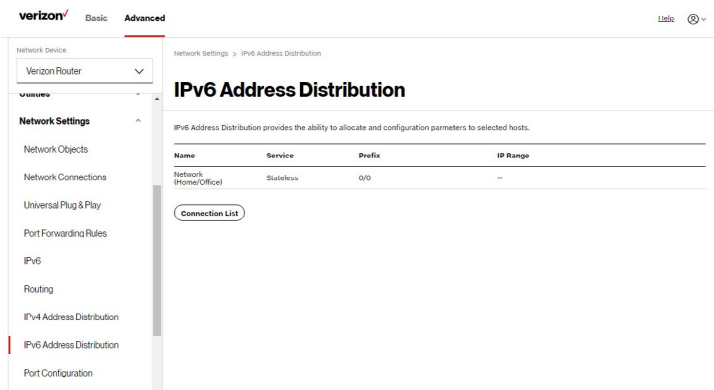 verizon
Basic
Advanced
Help
Network Device
Verizon Router
Utilities
Network Settings
Network Objects
Network Connections
Universal Plug & Play
Port Forwarding Rules
IPv6
Routing
IPv4 Address Distribution
IPv6 Address Distribution
Port Configuration
Network Settings > IPv6 Address Distribution
IPv6 Address Distribution
IPv6 Address Distribution provides the ability to allocate and configuration parmeters to selected hosts.
Name Service Prefix IP Range
Network
(Home/Office) Stateless 0/0 --
Connection List